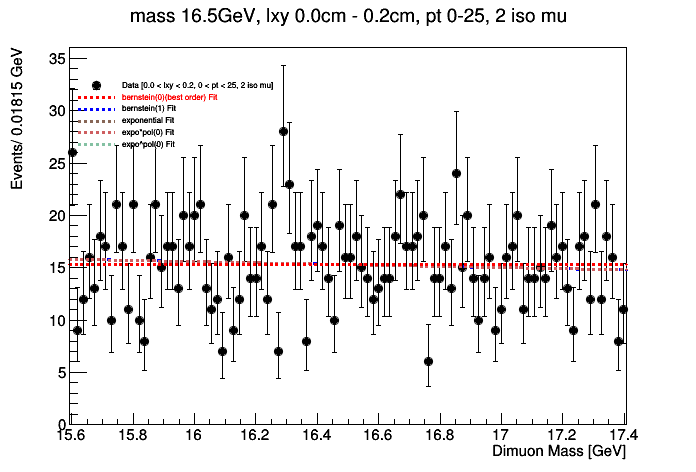 mass 16.5GeV, lxy 0.0cm - 0.2cm, pt 0-25, 2 iso mu
Events/ 0.01815 GeV
35
30
25
20
15
10
5
0
Data [0.0 < lxy < 0.2, 0 < pt < 25, 2 iso mu]
bernstein(0)(best order) Fit
bernstein(1) Fit
exponential Fit
expo*pol(0) Fit
expo*pol(0) Fit
15.6 15.8 16 16.2 16.4 16.6 16.8 17 17.2 17.4
Dimuon Mass [GeV]